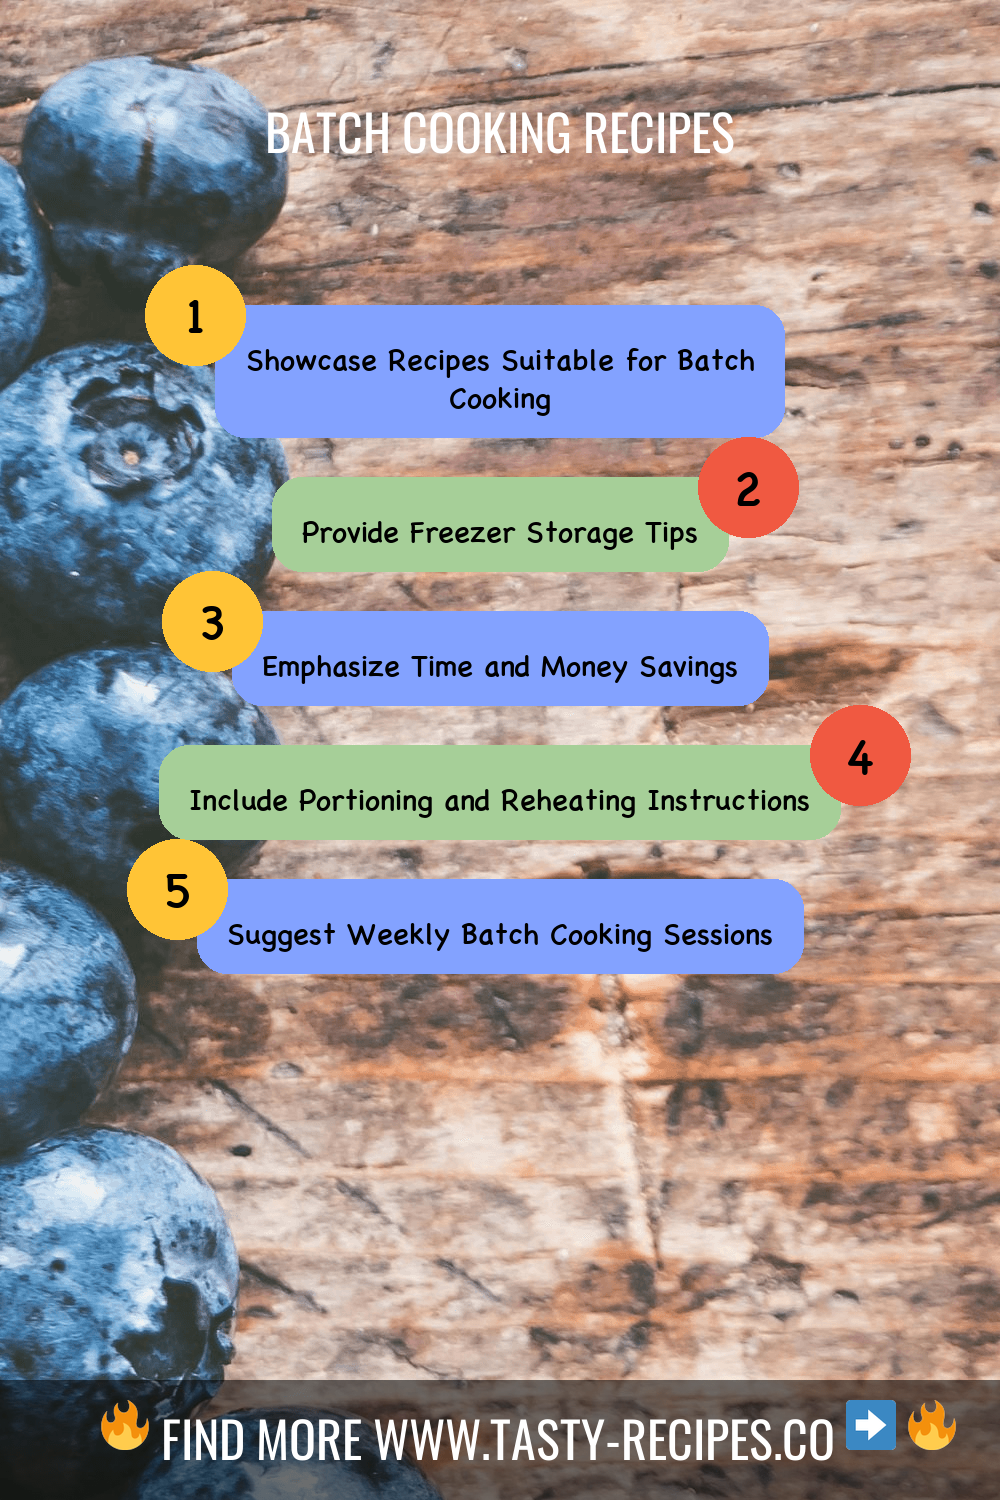 BATCH COOKING RECIPES
1
Showcase Recipes Suitable for Batch
Cooking
2
Provide Freezer Storage Tips
3
Emphasize Time and Money Savings
4
Include Portioning and Reheating Instructions
5
Suggest Weekly Batch Cooking Sessions
🔥 FIND MORE WWW.TASTY-RECIPES.CO ➡️ 🔥